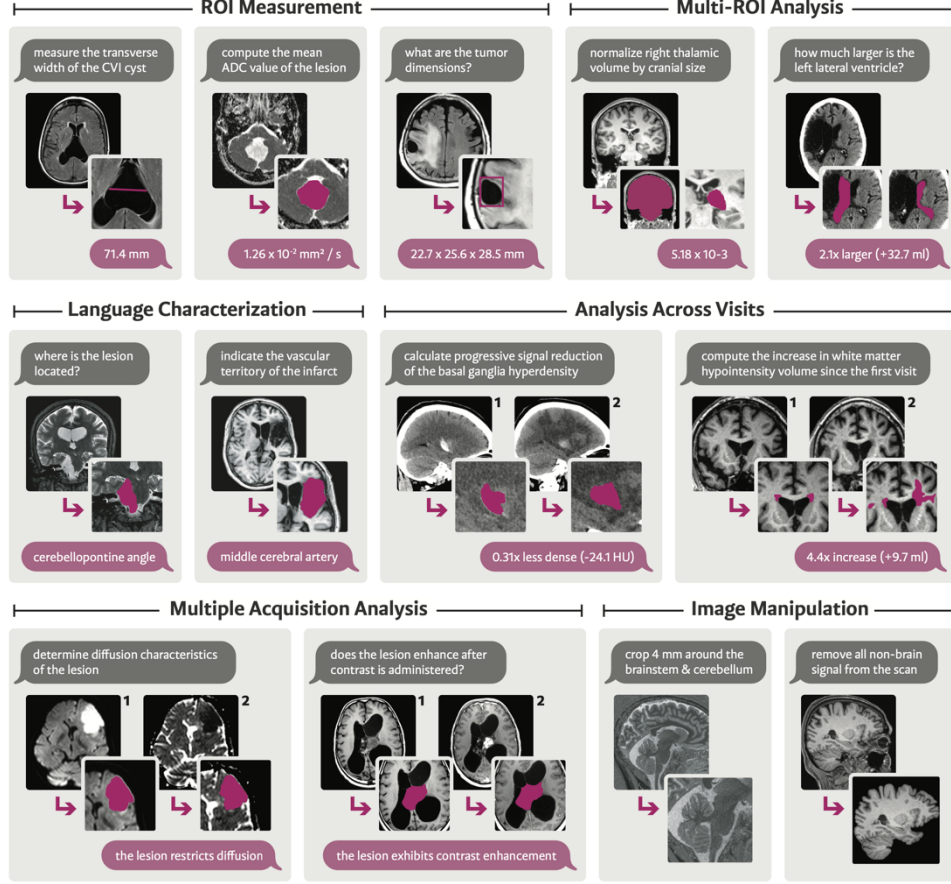 ROI Measurement
Multi-ROI Analysis
measure the transverse
width of the CVI cyst
71.4 mm
compute the mean
ADC value of the lesion
1.26 x 10⁻² mm² / s
what are the tumor
dimensions?
22.7 x 25.6 x 28.5 mm
normalize right thalamic
volume by cranial size
5.18 x 10-3
how much larger is the
left lateral ventricle?
2.1x larger (+32.7 ml)
Language Characterization
Analysis Across Visits
where is the lesion
located?
cerebellopontine angle
indicate the vascular
territory of the infarct
middle cerebral artery
calculate progressive signal reduction
of the basal ganglia hyperdensity
1
2
0.31x less dense (-24.1 HU)
compute the increase in white matter
hypointensity volume since the first visit
1
2
4.4x increase (+9.7 ml)
Multiple Acquisition Analysis
Image Manipulation
determine diffusion characteristics
of the lesion
1
2
the lesion restricts diffusion
does the lesion enhance after
contrast is administered?
1
2
the lesion exhibits contrast enhancement
crop 4 mm around the
brainstem & cerebellum
remove all non-brain
signal from the scan